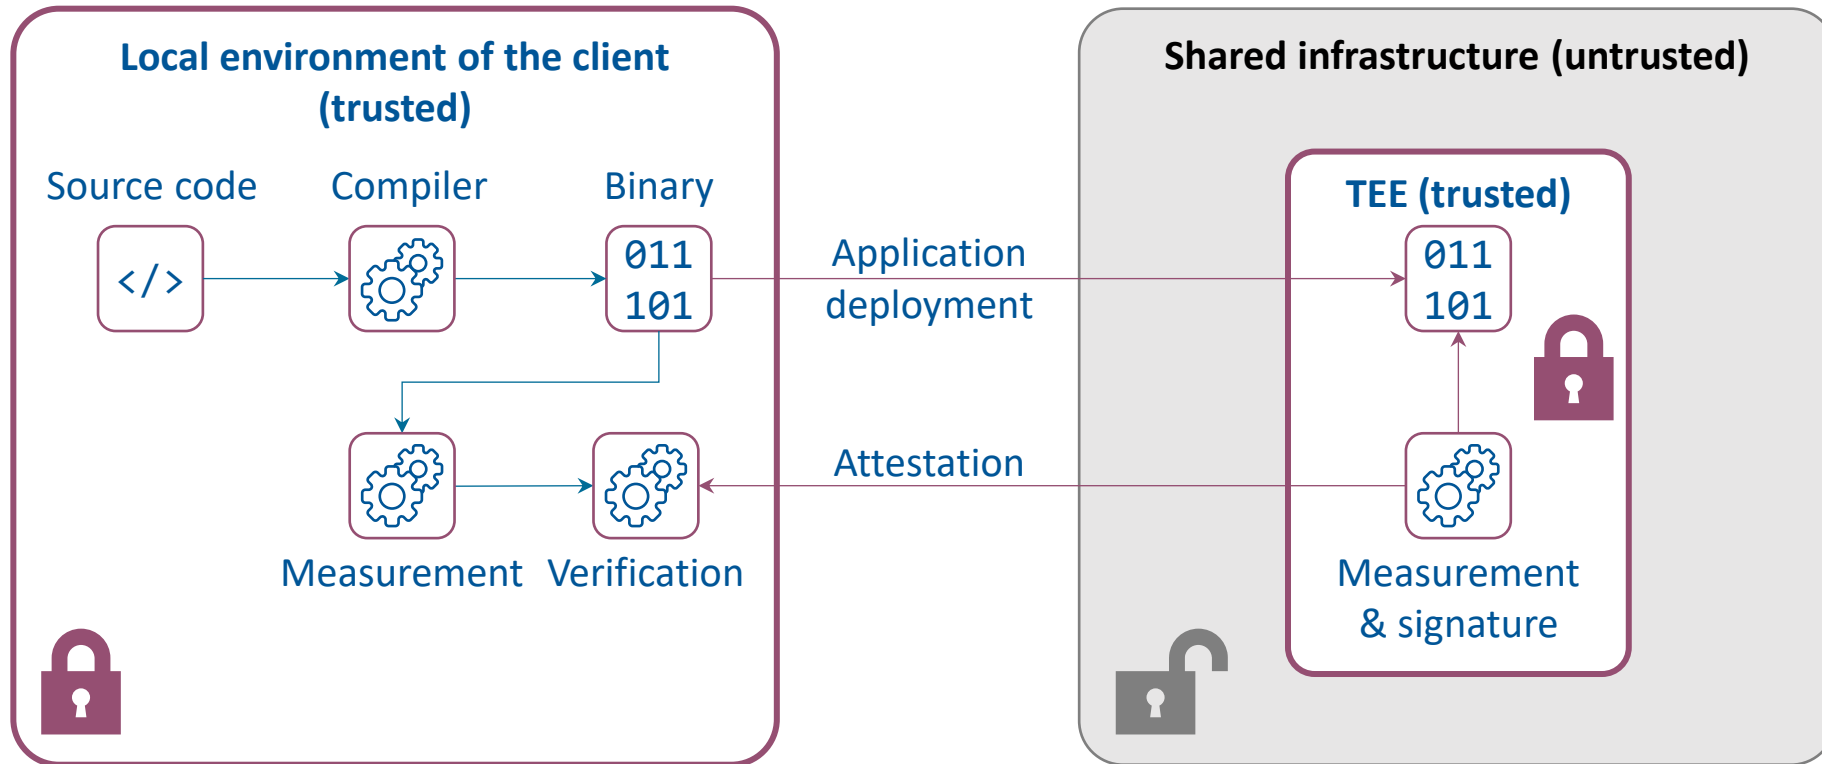 Local environment of the client
(trusted)
Source code
Compiler
Binary
</>
011
101
Measurement
Verification
Application
deployment
Attestation
Shared infrastructure (untrusted)
TEE (trusted)
011
101
Measurement
& signature